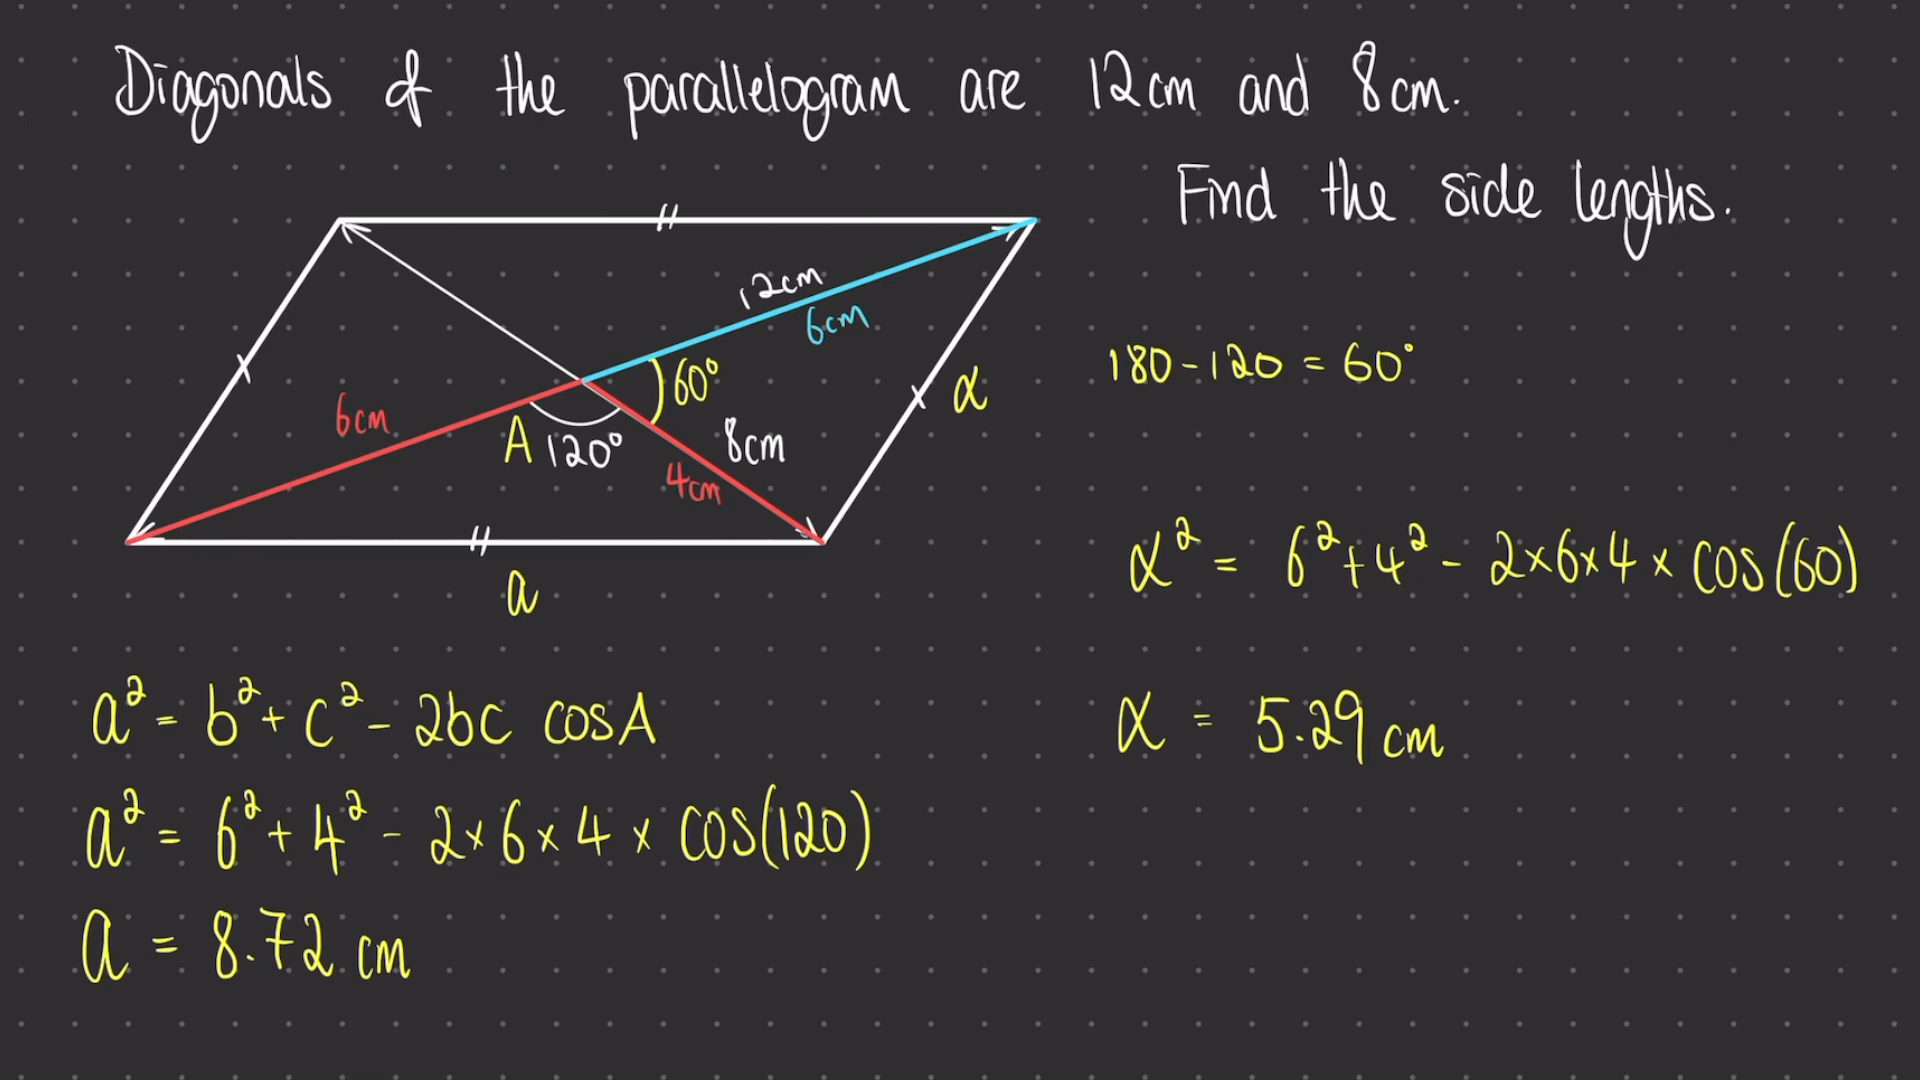 Diagonals of the parallelogram are 12cm and 8cm.
Find the side lengths.
12cm
6cm
180-120 = 60°
60°
α
6cm
A 120°
8cm
4cm
a
α² = 6²+4² - 2×6×4 × cos(60)
a² = b² + c² - 2bc cosA
α = 5.29 cm
a² = 6² + 4² - 2×6×4 × cos(120)
a = 8.72 cm